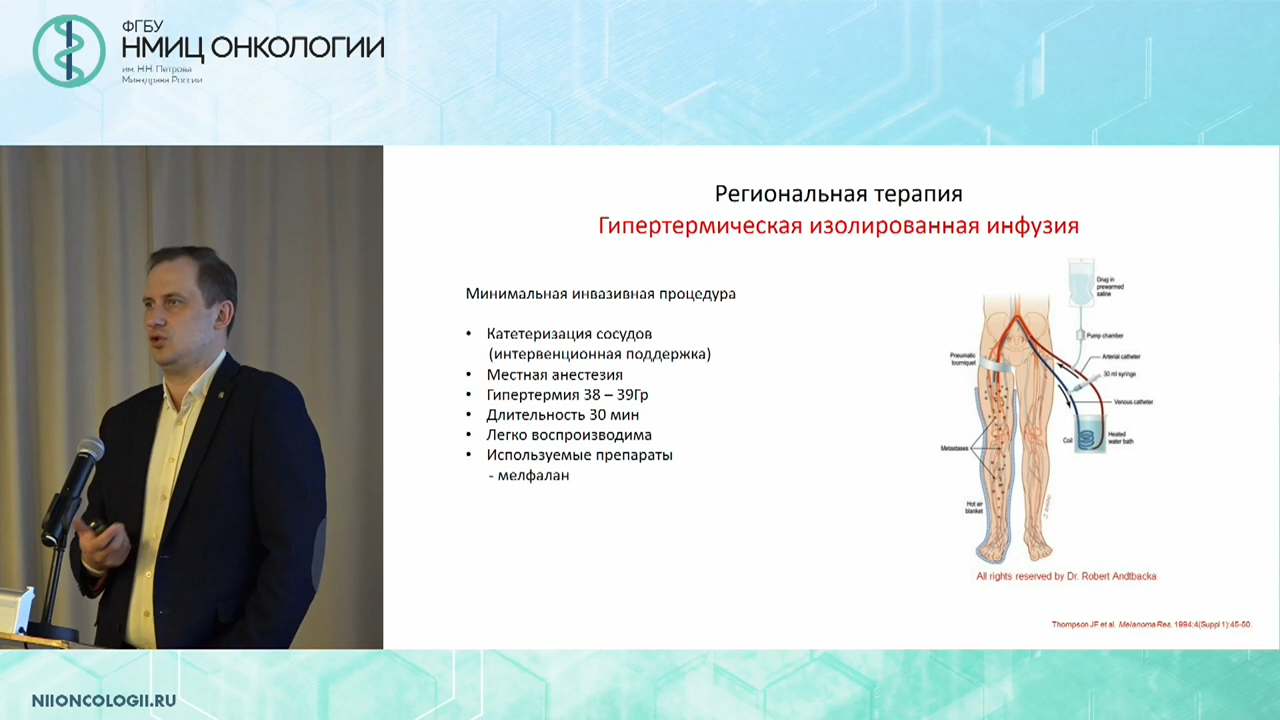 ФГБУ
НМИЦ ОНКОЛОГИИ
им. Н.Н. Петрова
Минздрава России
Региональная терапия
Гипертермическая изолированная инфузия
Минимальная инвазивная процедура
• Катетеризация сосудов
(интервенционная поддержка)
• Местная анестезия
• Гипертермия 38 – 39Гр
• Длительность 30 мин
• Легко воспроизводима
• Используемые препараты
- мелфалан
Drug in
prewarmed
saline
Pump chamber
Pneumatic
tourniquet
Arterial catheter
30 ml syringe
Venous catheter
Coil
Heated
water bath
Metastases
Hot air
blanket
All rights reserved by Dr. Robert Andtbacka
Thompson JF et al. Melanoma Res. 1994;4(Suppl 1):45-50.
NIIONCOLOGII.RU